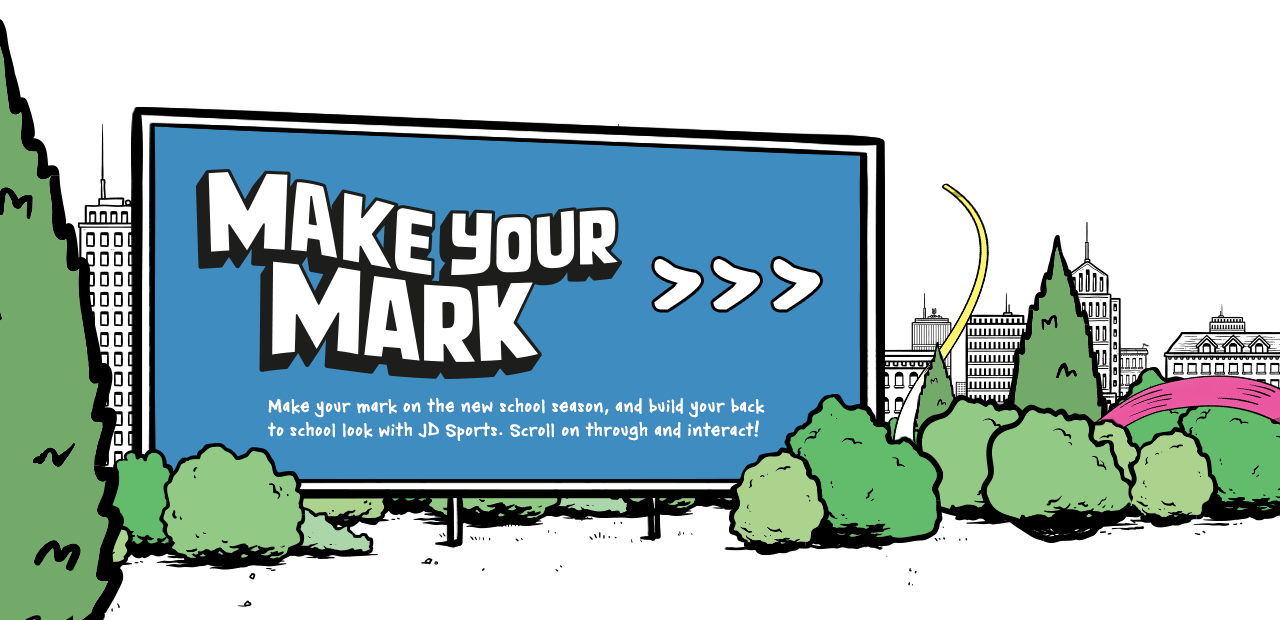 MAKE YOUR
MARK
Make your mark on the new school season, and build your back
to school look with JD Sports. Scroll on through and interact!